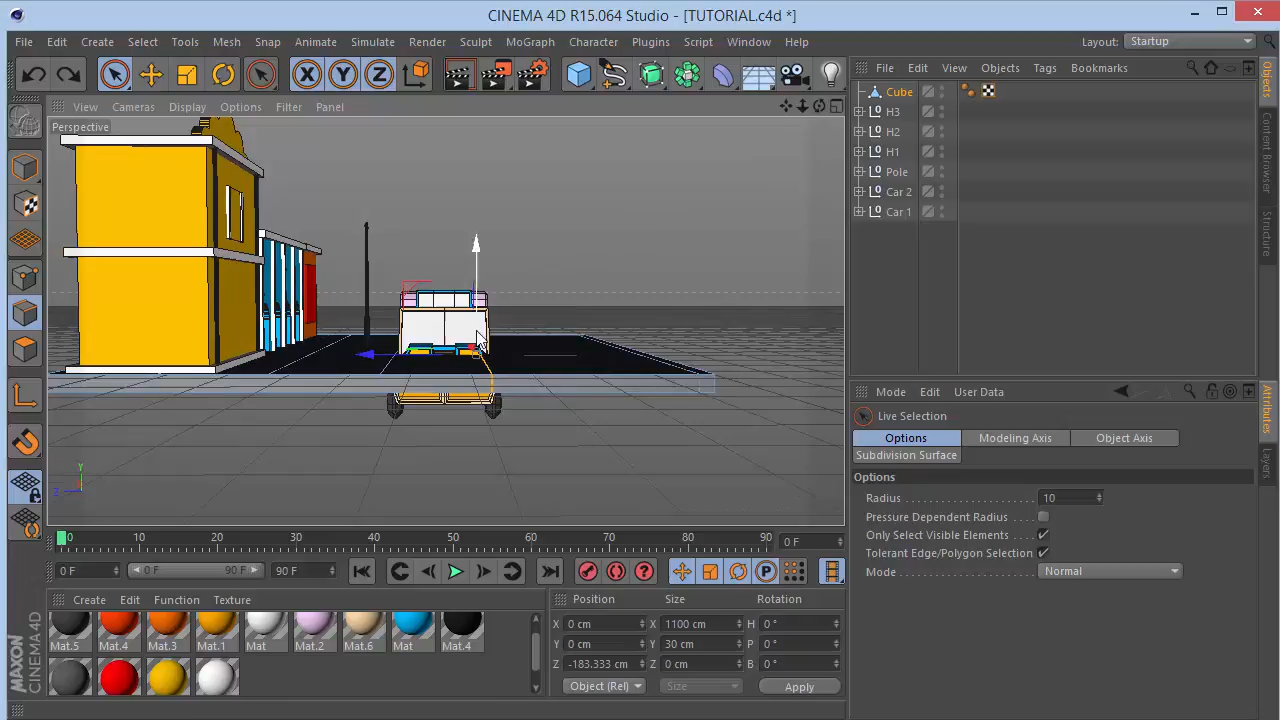 CINEMA 4D R15.064 Studio - [TUTORIAL.c4d *]
File Edit Create Select Tools Mesh Snap Animate Simulate Render Sculpt MoGraph Character Plugins Script Window Help Layout: Startup
X Y Z
File Edit View Objects Tags Bookmarks
View Cameras Display Options Filter Panel
Perspective
Cube
H3
H2
H1
Pole
Car 2
Car 1
Objects
Content Browser
Structure
Mode Edit User Data
Live Selection
Options Modeling Axis Object Axis
Subdivision Surface
Options
Radius 10
Pressure Dependent Radius
Only Select Visible Elements
Tolerant Edge/Polygon Selection
Mode Normal
Attributes
Layers
Y
Z
0 10 20 30 40 50 60 70 80 90 0 F
0 F 0 F 90 F 90 F
Create Edit Function Texture
Mat.5 Mat.4 Mat.3 Mat.1 Mat Mat.2 Mat.6 Mat Mat.4
Position Size Rotation
X 0 cm X 1100 cm H 0 °
Y 0 cm Y 30 cm P 0 °
Z -183.333 cm Z 0 cm B 0 °
Object (Rel) Size Apply
MAXON
CINEMA 4D